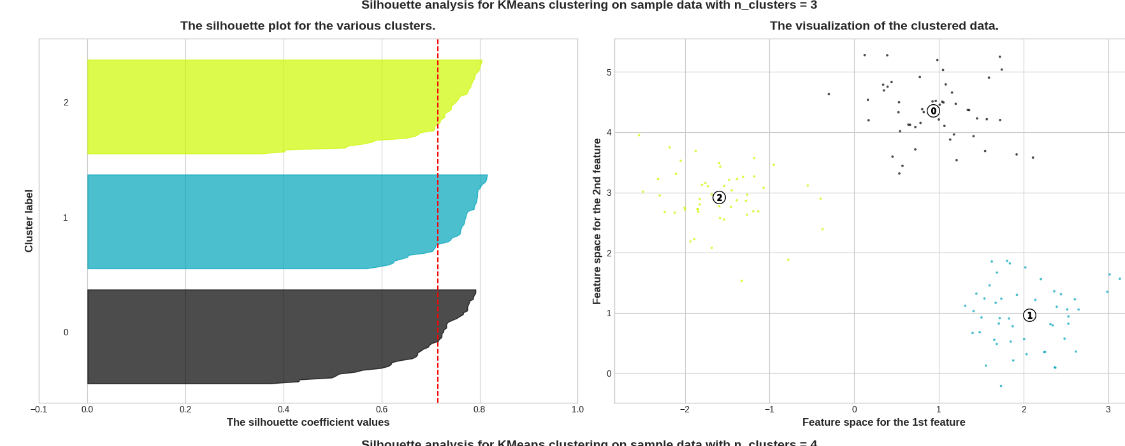 Silhouette analysis for KMeans clustering on sample data with n_clusters = 3
The silhouette plot for the various clusters.
Cluster label
2
1
0
−0.1 0.0 0.2 0.4 0.6 0.8 1.0
The silhouette coefficient values
The visualization of the clustered data.
Feature space for the 2nd feature
5
4
3
2
1
0
0
2
1
−2 −1 0 1 2 3
Feature space for the 1st feature
Silhouette analysis for KMeans clustering on sample data with n_clusters = 4